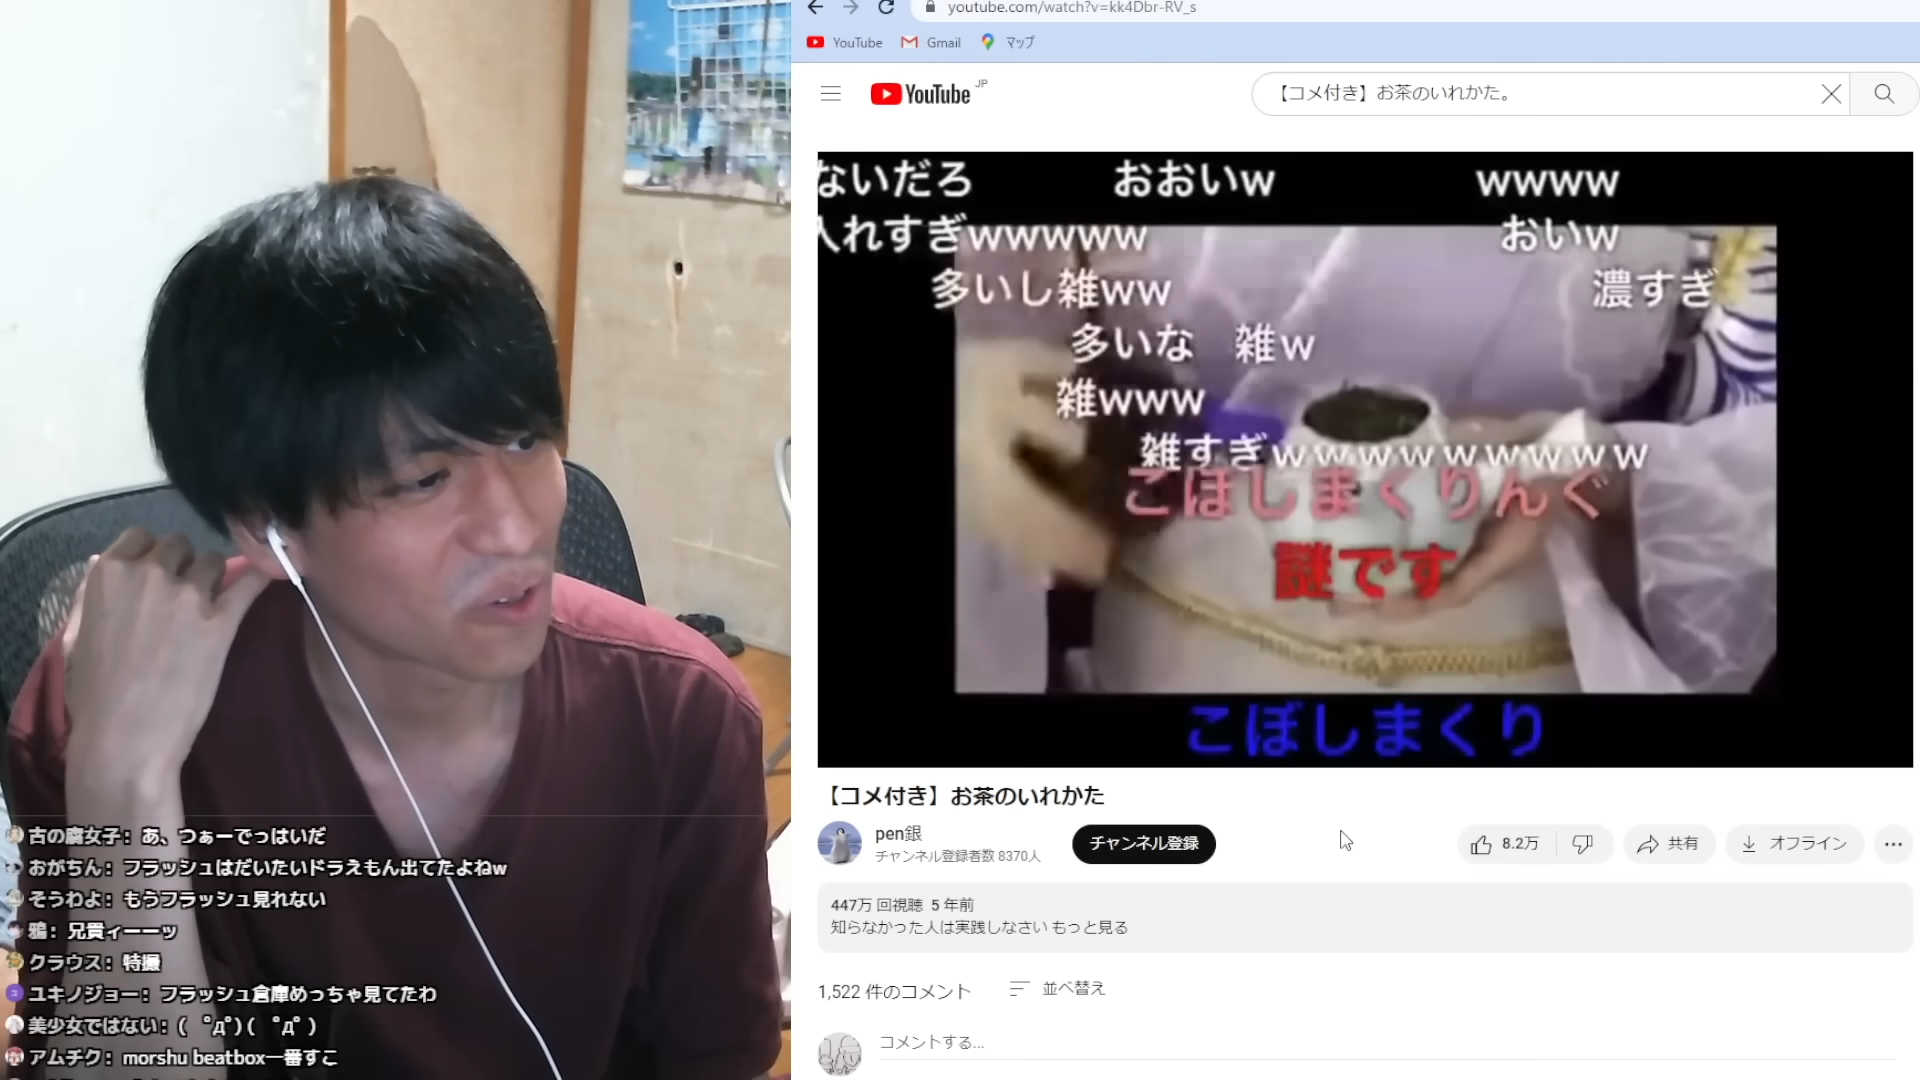 youtube.com/watch?v=kk4Dbr-RV_s
YouTube
Gmail
マップ
YouTube JP
【コメ付き】お茶のいれかた。
ないだろ
おおいw
wwww
入れすぎwwwww
おいw
多いし雑ww
濃すぎ
多いな 雑w
雑www
雑すぎwwwwwwwww
こぼしまくりんぐ
謎です
こぼしまくり
【コメ付き】お茶のいれかた
pen銀
チャンネル登録者数 8370人
チャンネル登録
8.2万
共有
オフライン
447万 回視聴 5 年前
知らなかった人は実践しなさい もっと見る
1,522 件のコメント
並べ替え
コメントする...
古の腐女子: あ、つぁーでっはいだ
おがちん: フラッシュはだいたいドラえもん出てたよねw
そうわよ: もうフラッシュ見れない
鴉: 兄貴ィーーッ
クラウス: 特撮
ユキノジョー: フラッシュ倉庫めっちゃ見てたわ
美少女ではない: ( ﾟдﾟ)( ﾟдﾟ )
アムチク: morshu beatbox一番すこ